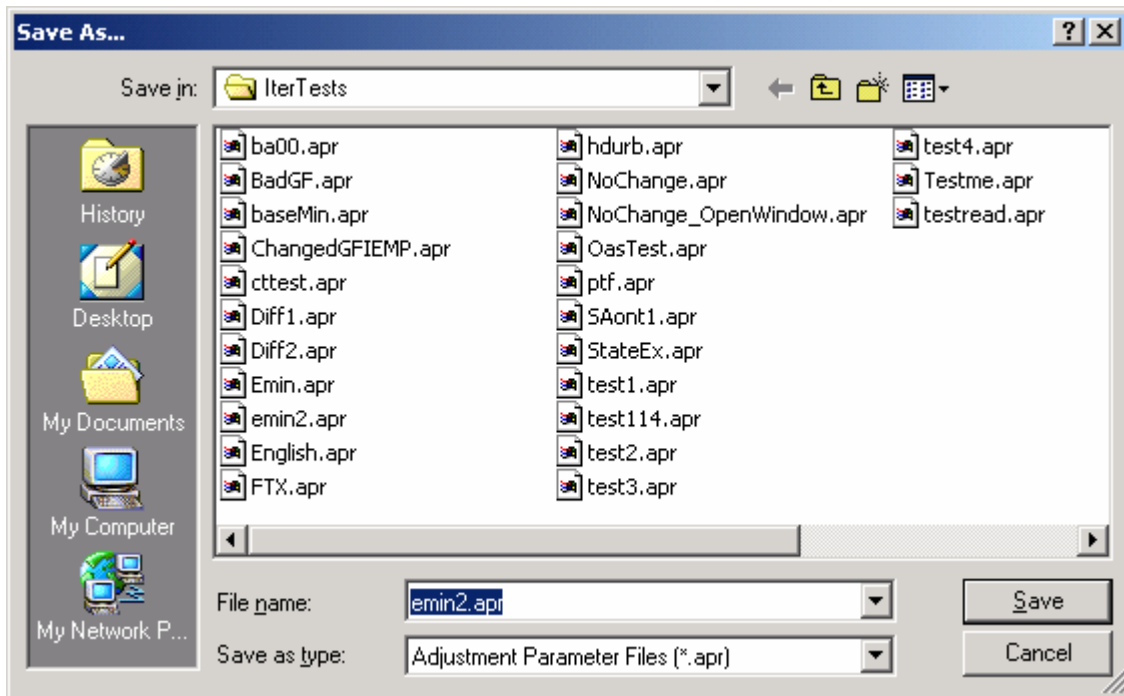 Save As...
Save in: IterTests
History
Desktop
My Documents
My Computer
My Network P...
ba00.apr
BadGF.apr
baseMin.apr
ChangedGFIEMP.apr
cttest.apr
Diff1.apr
Diff2.apr
Emin.apr
emin2.apr
English.apr
FTX.apr
hdurb.apr
NoChange.apr
NoChange_OpenWindow.apr
OasTest.apr
ptf.apr
SAont1.apr
StateEx.apr
test1.apr
test114.apr
test2.apr
test3.apr
test4.apr
Testme.apr
testread.apr
File name: emin2.apr
Save
Save as type: Adjustment Parameter Files (*.apr)
Cancel